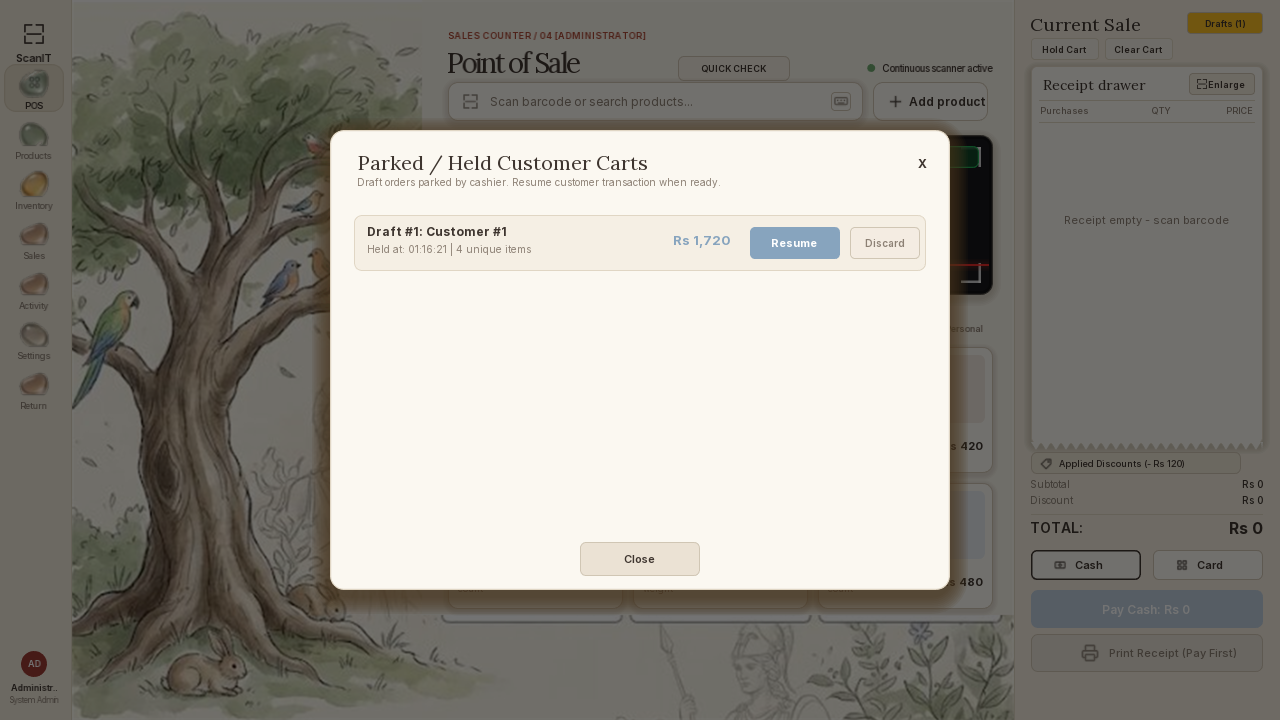 ScanIT
POS
Products
Inventory
Sales
Activity
Settings
Return
AD
Administr..
System Admin
SALES COUNTER / 04 [ADMINISTRATOR]
Point of Sale
QUICK CHECK
Continuous scanner active
Scan barcode or search products...
Add product
Parked / Held Customer Carts
X
Draft orders parked by cashier. Resume customer transaction when ready.
Draft #1: Customer #1
Held at: 01:16:21 | 4 unique items
Rs 1,720
Resume
Discard
Close
420
480
Current Sale
Drafts (1)
Hold Cart
Clear Cart
Receipt drawer
Enlarge
Purchases QTY PRICE
Receipt empty - scan barcode
Applied Discounts (- Rs 120)
Subtotal Rs 0
Discount Rs 0
TOTAL: Rs 0
Cash
Card
Pay Cash: Rs 0
Print Receipt (Pay First)